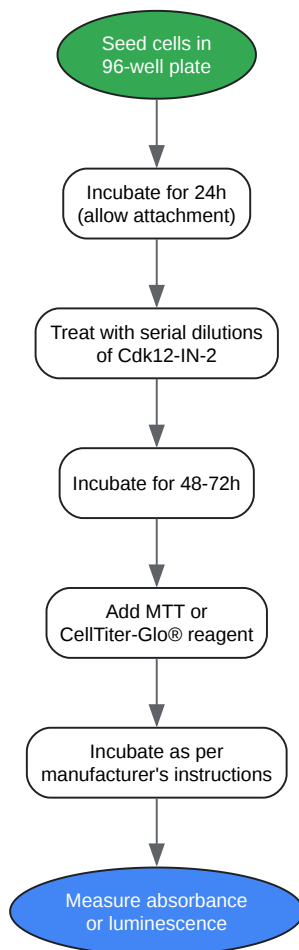 Seed cells in
96-well plate
Incubate for 24h
(allow attachment)
Treat with serial dilutions
of Cdk12-IN-2
Incubate for 48-72h
Add MTT or
CellTiter-Glo® reagent
Incubate as per
manufacturer's instructions
Measure absorbance
or luminescence